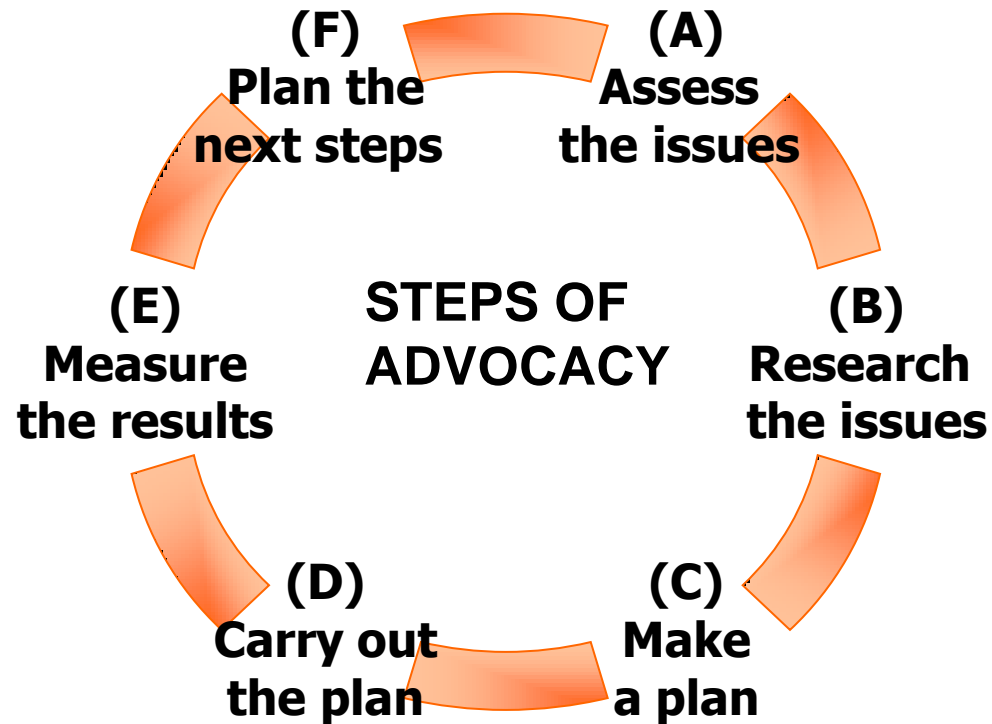 STEPS OF
ADVOCACY
(A)
Assess
the issues
(B)
Research
the issues
(C)
Make
a plan
(D)
Carry out
the plan
(E)
Measure
the results
(F)
Plan the
next steps